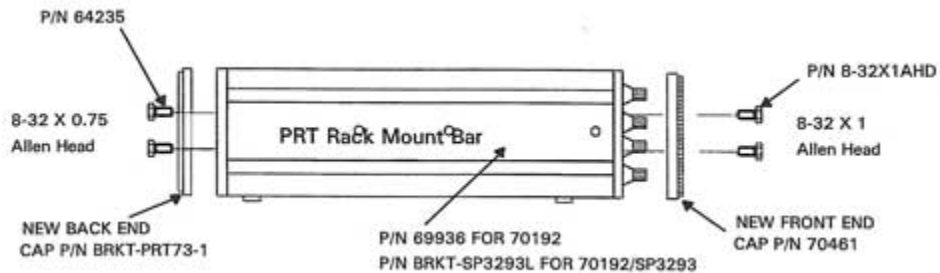 P/N 64235
P/N 8-32X1AHD
8-32 X 0.75
Allen Head
PRT Rack Mount Bar
8-32 X 1
Allen Head
NEW BACK END
CAP P/N BRKT-PRT73-1
P/N 69936 FOR 70192
P/N BRKT-SP3293L FOR 70192/SP3293
NEW FRONT END
CAP P/N 70461